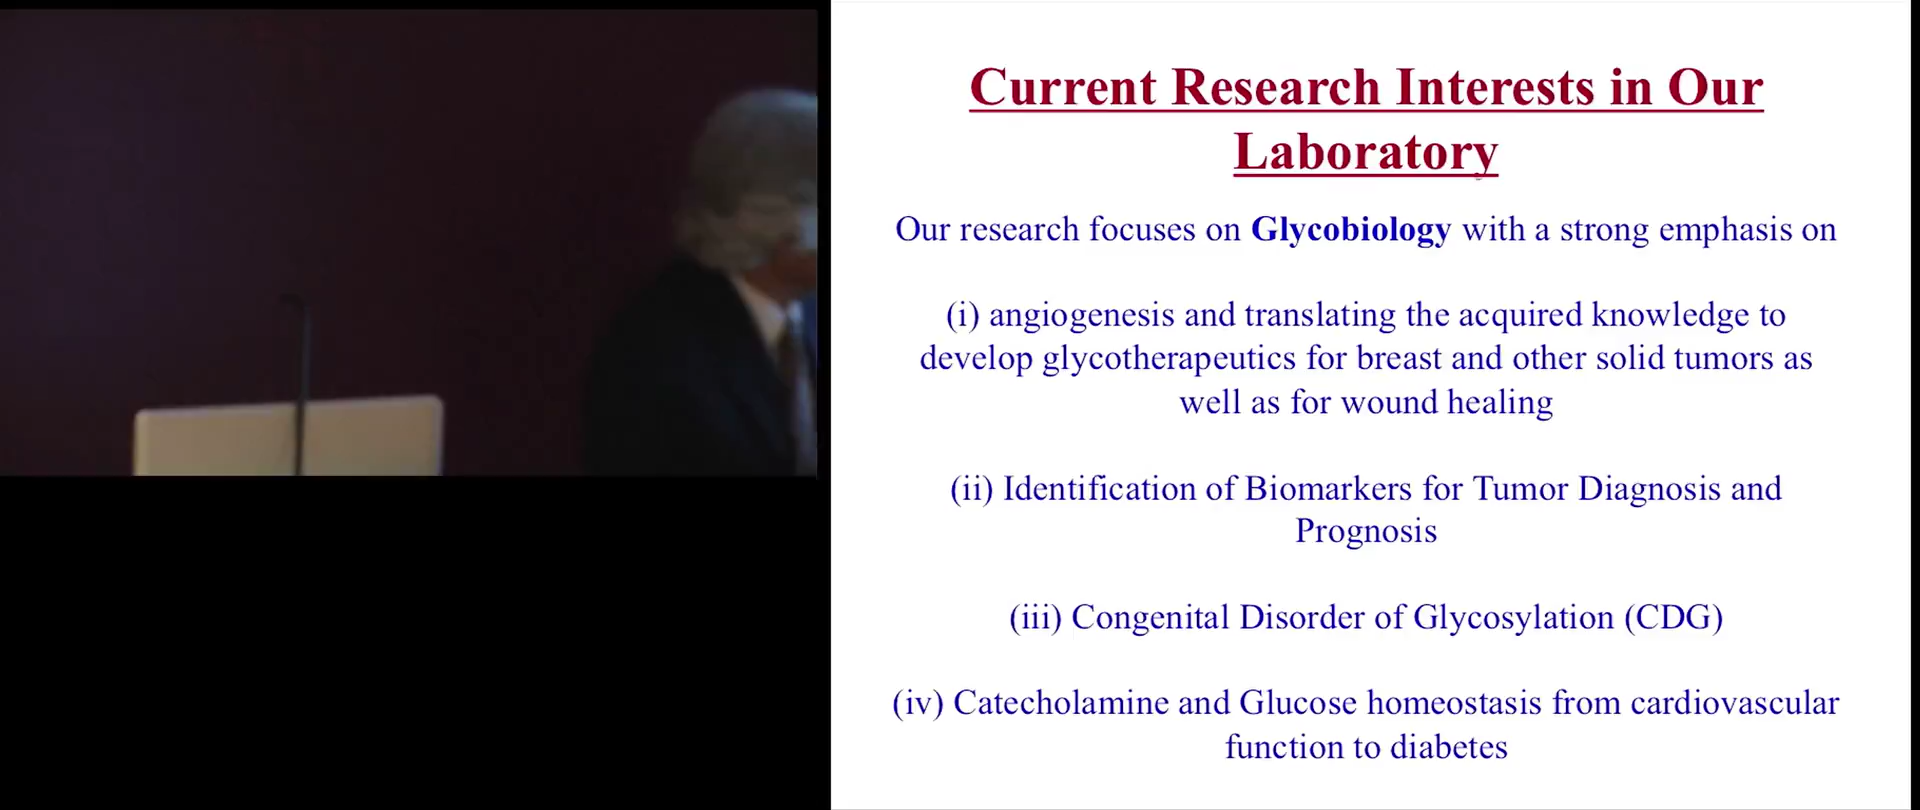 Current Research Interests in Our
Laboratory
Our research focuses on Glycobiology with a strong emphasis on
(i) angiogenesis and translating the acquired knowledge to
develop glycotherapeutics for breast and other solid tumors as
well as for wound healing
(ii) Identification of Biomarkers for Tumor Diagnosis and
Prognosis
(iii) Congenital Disorder of Glycosylation (CDG)
(iv) Catecholamine and Glucose homeostasis from cardiovascular
function to diabetes